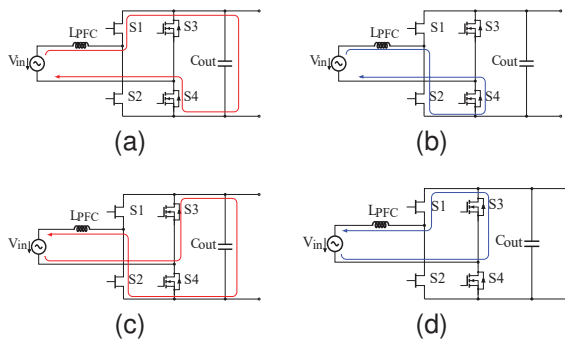 S1 S3
LPFC
Vin
Cout
S2 S4
(a)
S1 S3
LPFC
Vin
Cout
S2 S4
(b)
S1 S3
LPFC
Vin
Cout
S2 S4
(c)
S1 S3
LPFC
Vin
Cout
S2 S4
(d)